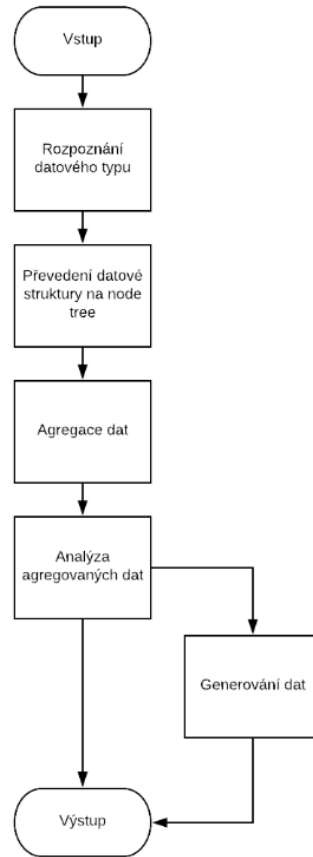 Vstup
Rozpoznání
datového typu
Převedení datové
struktury na node
tree
Agregace dat
Analýza
agregovaných dat
Generování dat
Výstup